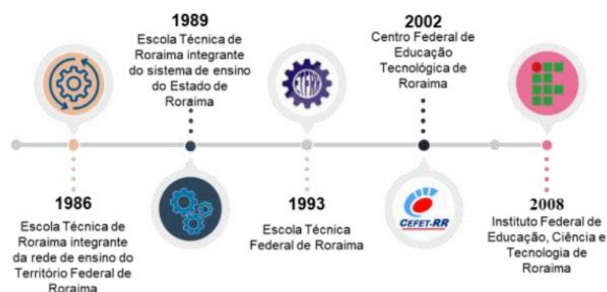 1989
Escola Técnica de
Roraima integrante
do sistema de ensino
do Estado de
Roraima
2002
Centro Federal de
Educação
Tecnológica de
Roraima
1986
Escola Técnica de
Roraima integrante
da rede de ensino do
Território Federal de
Roraima
1993
Escola Técnica
Federal de Roraima
CEFET-RR
2008
Instituto Federal de
Educação, Ciência e
Tecnologia de
Roraima